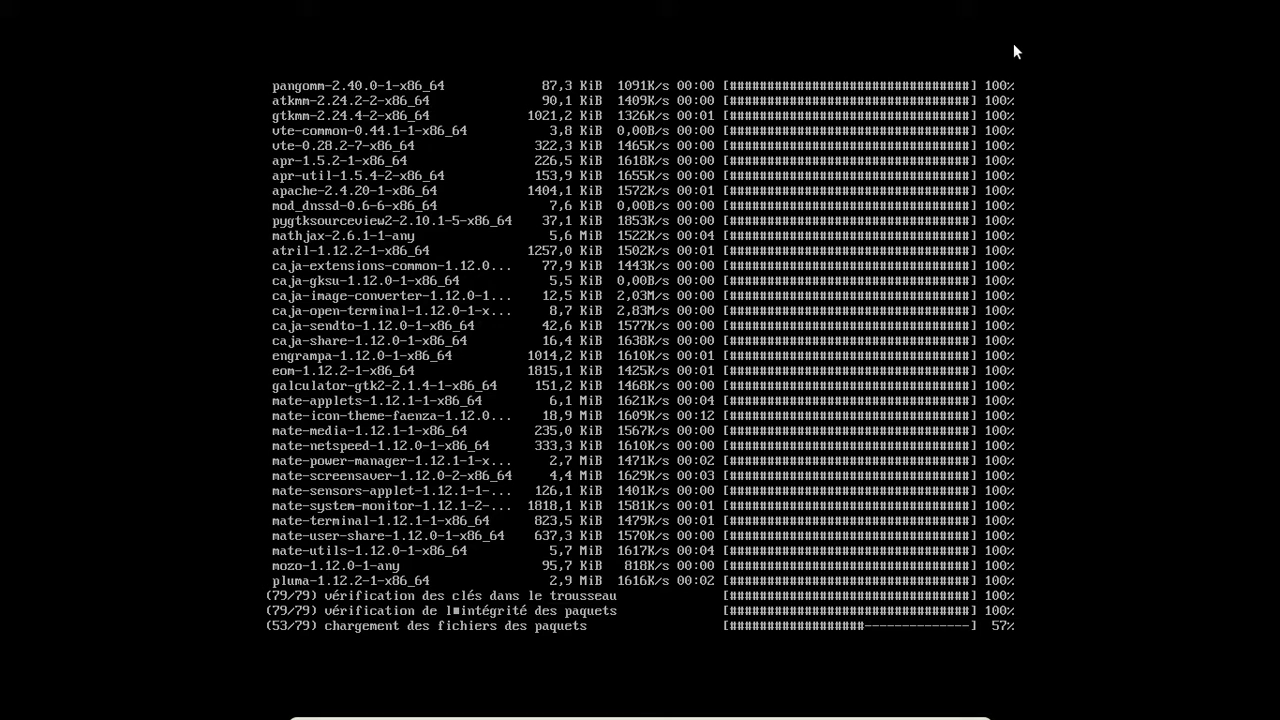 pangomm-2.40.0-1-x86_64 87,3 KiB 1091K/s 00:00 [################################] 100%
atkmm-2.24.2-2-x86_64 90,1 KiB 1409K/s 00:00 [################################] 100%
gtkmm-2.24.4-2-x86_64 1021,2 KiB 1326K/s 00:01 [################################] 100%
vte-common-0.44.1-1-x86_64 3,8 KiB 0,00B/s 00:00 [################################] 100%
vte-0.28.2-7-x86_64 322,3 KiB 1465K/s 00:00 [################################] 100%
apr-1.5.2-1-x86_64 226,5 KiB 1618K/s 00:00 [################################] 100%
apr-util-1.5.4-2-x86_64 153,9 KiB 1655K/s 00:00 [################################] 100%
apache-2.4.20-1-x86_64 1404,1 KiB 1572K/s 00:01 [################################] 100%
mod_dnssd-0.6-6-x86_64 7,6 KiB 0,00B/s 00:00 [################################] 100%
pygtksourceview2-2.10.1-5-x86_64 37,1 KiB 1853K/s 00:00 [################################] 100%
mathjax-2.6.1-1-any 5,6 MiB 1522K/s 00:04 [################################] 100%
atril-1.12.2-1-x86_64 1257,0 KiB 1502K/s 00:01 [################################] 100%
caja-extensions-common-1.12.0... 77,9 KiB 1443K/s 00:00 [################################] 100%
caja-gksu-1.12.0-1-x86_64 5,5 KiB 0,00B/s 00:00 [################################] 100%
caja-image-converter-1.12.0-1... 12,5 KiB 2,03M/s 00:00 [################################] 100%
caja-open-terminal-1.12.0-1-x... 8,7 KiB 2,83M/s 00:00 [################################] 100%
caja-sendto-1.12.0-1-x86_64 42,6 KiB 1577K/s 00:00 [################################] 100%
caja-share-1.12.0-1-x86_64 16,4 KiB 1638K/s 00:00 [################################] 100%
engrampa-1.12.0-1-x86_64 1014,2 KiB 1610K/s 00:01 [################################] 100%
eom-1.12.2-1-x86_64 1815,1 KiB 1425K/s 00:01 [################################] 100%
galculator-gtk2-2.1.4-1-x86_64 151,2 KiB 1468K/s 00:00 [################################] 100%
mate-applets-1.12.1-1-x86_64 6,1 MiB 1621K/s 00:04 [################################] 100%
mate-icon-theme-faenza-1.12.0... 18,9 MiB 1609K/s 00:12 [################################] 100%
mate-media-1.12.1-1-x86_64 235,0 KiB 1567K/s 00:00 [################################] 100%
mate-netspeed-1.12.0-1-x86_64 333,3 KiB 1610K/s 00:00 [################################] 100%
mate-power-manager-1.12.1-1-x... 2,7 MiB 1471K/s 00:02 [################################] 100%
mate-screensaver-1.12.0-2-x86_64 4,4 MiB 1629K/s 00:03 [################################] 100%
mate-sensors-applet-1.12.1-1-... 126,1 KiB 1401K/s 00:00 [################################] 100%
mate-system-monitor-1.12.1-2-... 1818,1 KiB 1581K/s 00:01 [################################] 100%
mate-terminal-1.12.1-1-x86_64 823,5 KiB 1479K/s 00:01 [################################] 100%
mate-user-share-1.12.0-1-x86_64 637,3 KiB 1570K/s 00:00 [################################] 100%
mate-utils-1.12.0-1-x86_64 5,7 MiB 1617K/s 00:04 [################################] 100%
mozo-1.12.0-1-any 95,7 KiB 818K/s 00:00 [################################] 100%
pluma-1.12.2-1-x86_64 2,9 MiB 1616K/s 00:02 [################################] 100%
(79/79) vérification des clés dans le trousseau [################################] 100%
(79/79) vérification de l■intégrité des paquets [################################] 100%
(53/79) chargement des fichiers des paquets [##################--------------] 57%